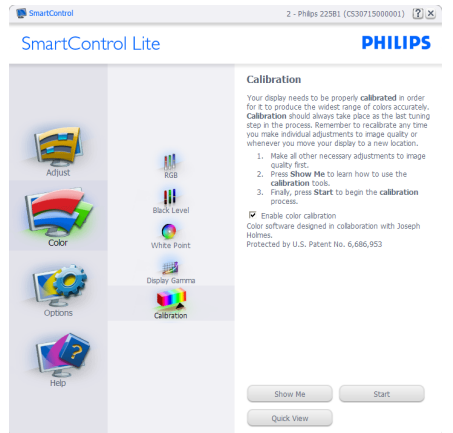 SmartControl
2 - Philips 225B1 (CS30715000001)
SmartControl Lite
PHILIPS
Adjust
Color
Options
Help
RGB
Black Level
White Point
Display Gamma
Calibration
Calibration
Your display needs to be properly calibrated in order
for it to produce the widest range of colors accurately.
Calibration should always take place as the last tuning
step in the process. Remember to recalibrate any time
you make individual adjustments to image quality or
whenever you move your display to a new location.
1. Make all other necessary adjustments to image
quality first.
2. Press Show Me to learn how to use the
calibration tools.
3. Finally, press Start to begin the calibration
process.
Enable color calibration
Color software designed in collaboration with Joseph
Holmes.
Protected by U.S. Patent No. 6,686,953
Show Me
Start
Quick View